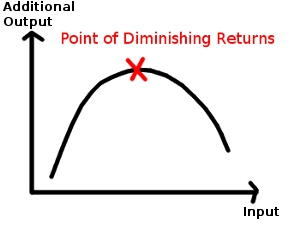 Additional
Output
Point of Diminishing Returns
Input